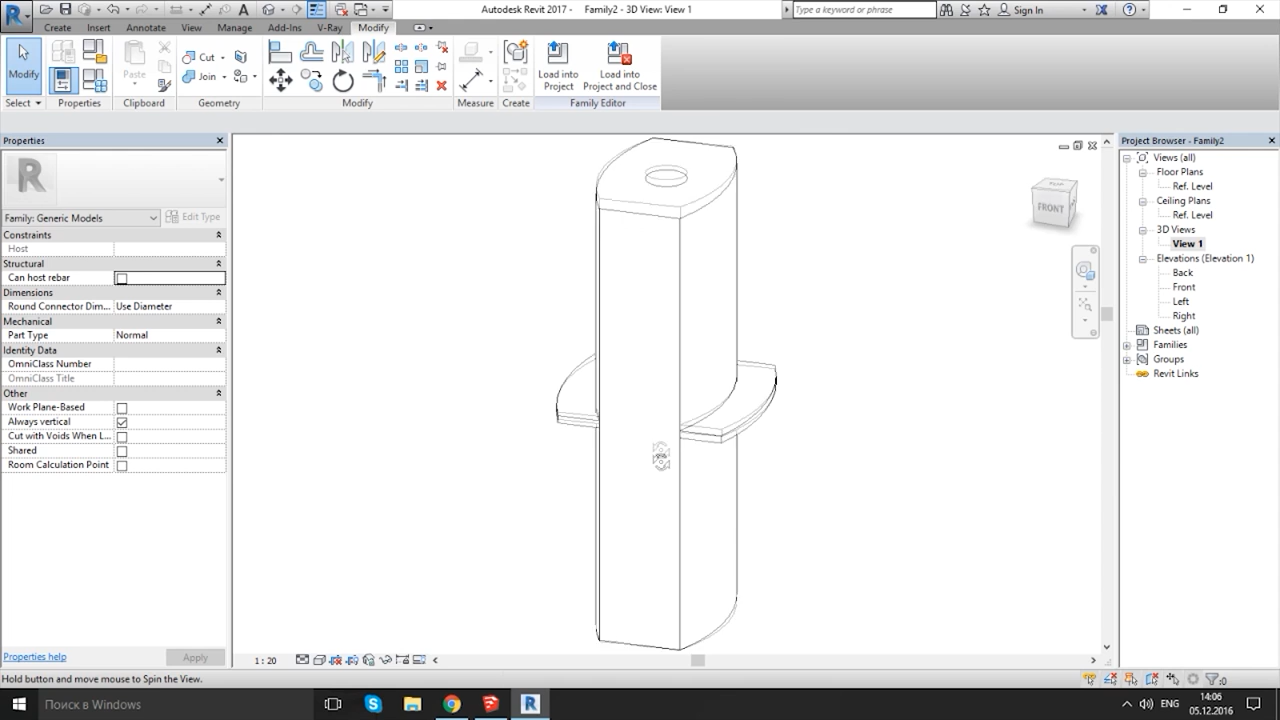 Autodesk Revit 2017 - Family2 - 3D View: View 1
Type a keyword or phrase
Sign In
Create Insert Annotate View Manage Add-Ins V-Ray Modify
Modify
Paste
Cut
Join
Load into Project
Load into Project and Close
Select Properties Clipboard Geometry Modify Measure Create Family Editor
Properties
Family: Generic Models
Edit Type
Constraints
Host
Structural
Can host rebar
Dimensions
Round Connector Dim... Use Diameter
Mechanical
Part Type Normal
Identity Data
OmniClass Number
OmniClass Title
Other
Work Plane-Based
Always vertical
Cut with Voids When L...
Shared
Room Calculation Point
Properties help
Apply
TOP
FRONT
1 : 20
Project Browser - Family2
Views (all)
Floor Plans
Ref. Level
Ceiling Plans
Ref. Level
3D Views
View 1
Elevations (Elevation 1)
Back
Front
Left
Right
Sheets (all)
Families
Groups
Revit Links
Hold button and move mouse to Spin the View.
:0
Поиск в Windows
ENG
14:06
05.12.2016